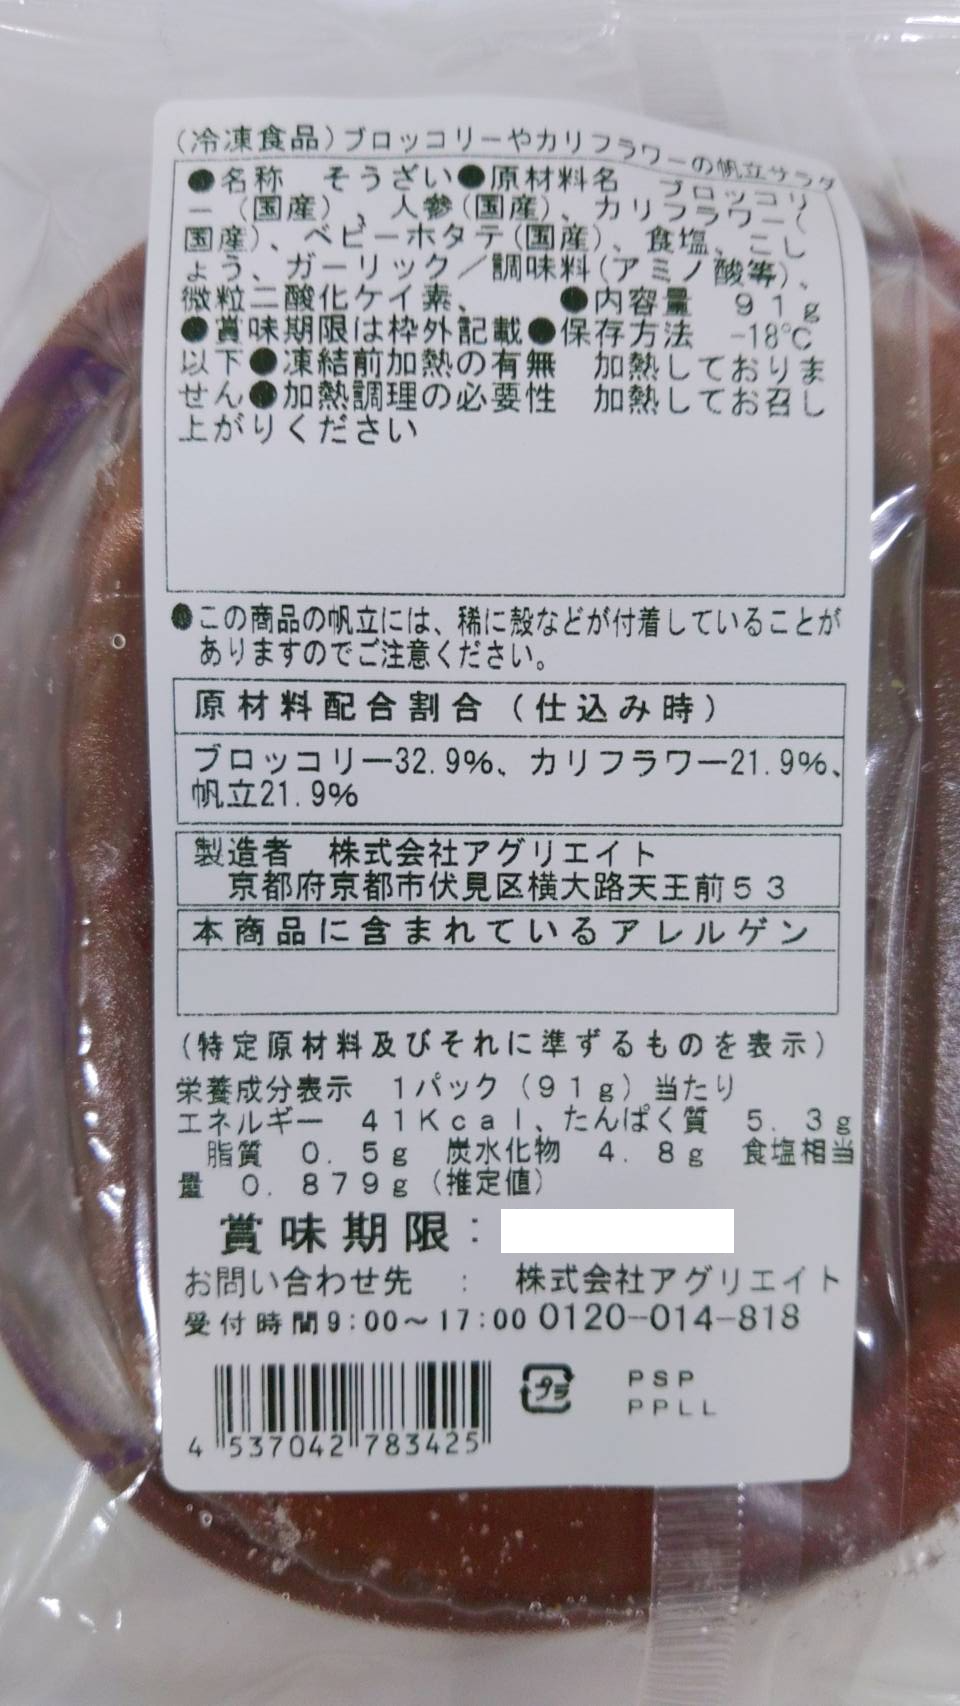 (冷凍食品)ブロッコリーやカリフラワーの帆立サラダ
●名称　そうざい●原材料名　ブロッコリ
ー(国産)、人参(国産)、カリフラワー(
国産)、ベビーホタテ(国産)、食塩、こし
ょう、ガーリック／調味料(アミノ酸等)、
微粒二酸化ケイ素、　●内容量　91g
●賞味期限は枠外記載●保存方法　-18℃
以下●凍結前加熱の有無　加熱しておりま
せん●加熱調理の必要性　加熱してお召し
上がりください
●この商品の帆立には、稀に殻などが付着していることが
ありますのでご注意ください。
原材料配合割合(仕込み時)
ブロッコリー32.9%、カリフラワー21.9%、
帆立21.9%
製造者　株式会社アグリエイト
京都府京都市伏見区横大路天王前53
本商品に含まれているアレルゲン
(特定原材料及びそれに準ずるものを表示)
栄養成分表示　1パック(91g)当たり
エネルギー　41Kcal、たんぱく質　5.3g
脂質　0.5g　炭水化物　4.8g　食塩相当
量　0.879g(推定値)
賞味期限:
お問い合わせ先　:　株式会社アグリエイト
受付時間9:00～17:00 0120-014-818
プラ　PSP
PPLL
4 537042 783425